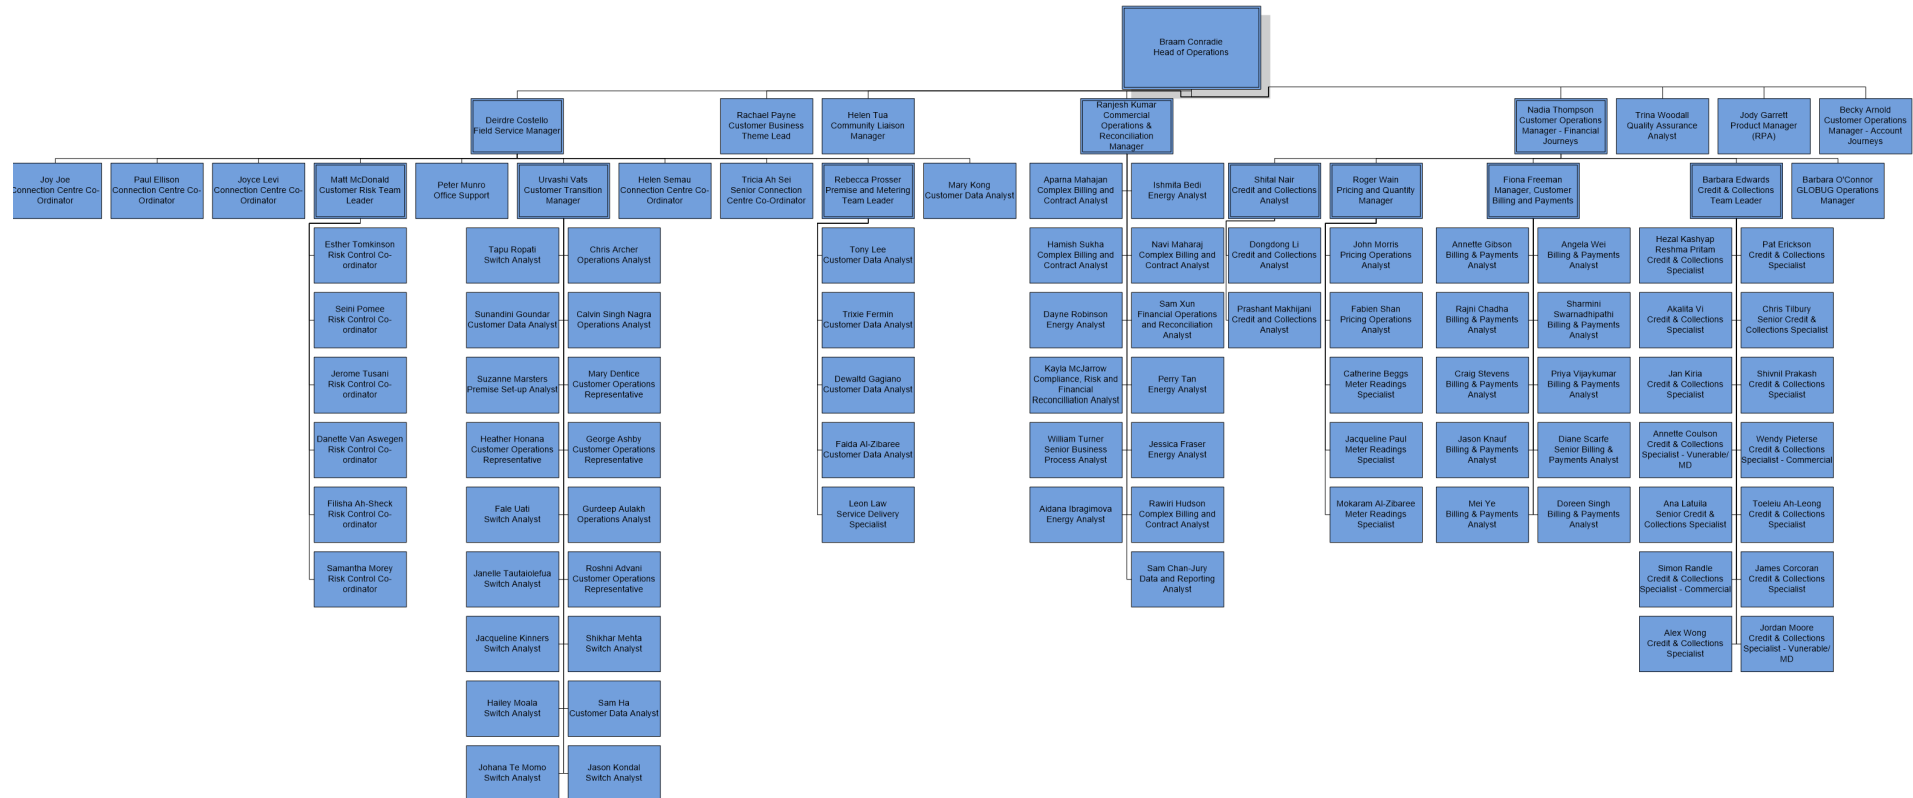 Braam Conradie
Head of Operations
Deirdre Costello
Field Service Manager
Rachael Payne
Customer Business
Theme Lead
Helen Tua
Community Liaison
Manager
Ranjesh Kumar
Commercial
Operations &
Reconciliation
Manager
Nadia Thompson
Customer Operations
Manager - Financial
Journeys
Trina Woodall
Quality Assurance
Analyst
Jody Garrett
Product Manager
(RPA)
Becky Arnold
Customer Operations
Manager - Account
Journeys
Joy Joe
Connection Centre Co-
Ordinator
Paul Ellison
Connection Centre Co-
Ordinator
Joyce Levi
Connection Centre Co-
Ordinator
Matt McDonald
Customer Risk Team
Leader
Peter Munro
Office Support
Urvashi Vats
Customer Transition
Manager
Helen Semau
Connection Centre Co-
Ordinator
Tricia Ah Sei
Senior Connection
Centre Co-Ordinator
Rebecca Prosser
Premise and Metering
Team Leader
Mary Kong
Customer Data Analyst
Aparna Mahajan
Complex Billing and
Contract Analyst
Ishmita Bedi
Energy Analyst
Shital Nair
Credit and Collections
Analyst
Roger Wain
Pricing and Quantity
Manager
Fiona Freeman
Manager, Customer
Billing and Payments
Barbara Edwards
Credit & Collections
Team Leader
Barbara O'Connor
GLOBUG Operations
Manager
Esther Tomkinson
Risk Control Co-
ordinator
Tapu Ropati
Switch Analyst
Chris Archer
Operations Analyst
Tony Lee
Customer Data Analyst
Hamish Sukha
Complex Billing and
Contract Analyst
Navi Maharaj
Complex Billing and
Contract Analyst
Dongdong Li
Credit and Collections
Analyst
John Morris
Pricing Operations
Analyst
Annette Gibson
Billing & Payments
Analyst
Angela Wei
Billing & Payments
Analyst
Hezal Kashyap
Reshma Pritam
Credit & Collections
Specialist
Pat Erickson
Credit & Collections
Specialist
Seini Pomee
Risk Control Co-
ordinator
Sunandini Goundar
Customer Data Analyst
Calvin Singh Nagra
Operations Analyst
Trixie Fermin
Customer Data Analyst
Dayne Robinson
Energy Analyst
Sam Xun
Financial Operations
and Reconciliation
Analyst
Prashant Makhijani
Credit and Collections
Analyst
Fabien Shan
Pricing Operations
Analyst
Rajni Chadha
Billing & Payments
Analyst
Sharmini
Swarnadhipathi
Billing & Payments
Analyst
Akalita Vi
Credit & Collections
Specialist
Chris Tilbury
Senior Credit &
Collections Specialist
Jerome Tusani
Risk Control Co-
ordinator
Suzanne Marsters
Premise Set-up Analyst
Mary Dentice
Customer Operations
Representative
Dewaltd Gagiano
Customer Data Analyst
Kayla McJarrow
Compliance, Risk and
Financial
Reconcilliation Analyst
Perry Tan
Energy Analyst
Catherine Beggs
Meter Readings
Specialist
Craig Stevens
Billing & Payments
Analyst
Priya Vijaykumar
Billing & Payments
Analyst
Jan Kiria
Credit & Collections
Specialist
Shivnil Prakash
Credit & Collections
Specialist
Danette Van Aswegen
Risk Control Co-
ordinator
Heather Honana
Customer Operations
Representative
George Ashby
Customer Operations
Representative
Faida Al-Zibaree
Customer Data Analyst
William Turner
Senior Business
Process Analyst
Jessica Fraser
Energy Analyst
Jacqueline Paul
Meter Readings
Specialist
Jason Knauf
Billing & Payments
Analyst
Diane Scarfe
Senior Billing &
Payments Analyst
Annette Coulson
Credit & Collections
Specialist - Vunerable/
MD
Wendy Pieterse
Credit & Collections
Specialist - Commercial
Filisha Ah-Sheck
Risk Control Co-
ordinator
Fale Uati
Switch Analyst
Gurdeep Aulakh
Operations Analyst
Leon Law
Service Delivery
Specialist
Aidana Ibragimova
Energy Analyst
Rawiri Hudson
Complex Billing and
Contract Analyst
Mokaram Al-Zibaree
Meter Readings
Specialist
Mei Ye
Billing & Payments
Analyst
Doreen Singh
Billing & Payments
Analyst
Ana Latulia
Senior Credit &
Collections Specialist
Toeleiu Ah-Leong
Credit & Collections
Specialist
Samantha Morey
Risk Control Co-
ordinator
Janelle Tautaiolefua
Switch Analyst
Roshni Advani
Customer Operations
Representative
Sam Chan-Jury
Data and Reporting
Analyst
Simon Randle
Credit & Collections
Specialist - Commercial
James Corcoran
Credit & Collections
Specialist
Jacqueline Kinners
Switch Analyst
Shikhar Mehta
Switch Analyst
Alex Wong
Credit & Collections
Specialist
Jordan Moore
Credit & Collections
Specialist - Vunerable/
MD
Hailey Moala
Switch Analyst
Sam Ha
Customer Data Analyst
Johana Te Momo
Switch Analyst
Jason Kondal
Switch Analyst